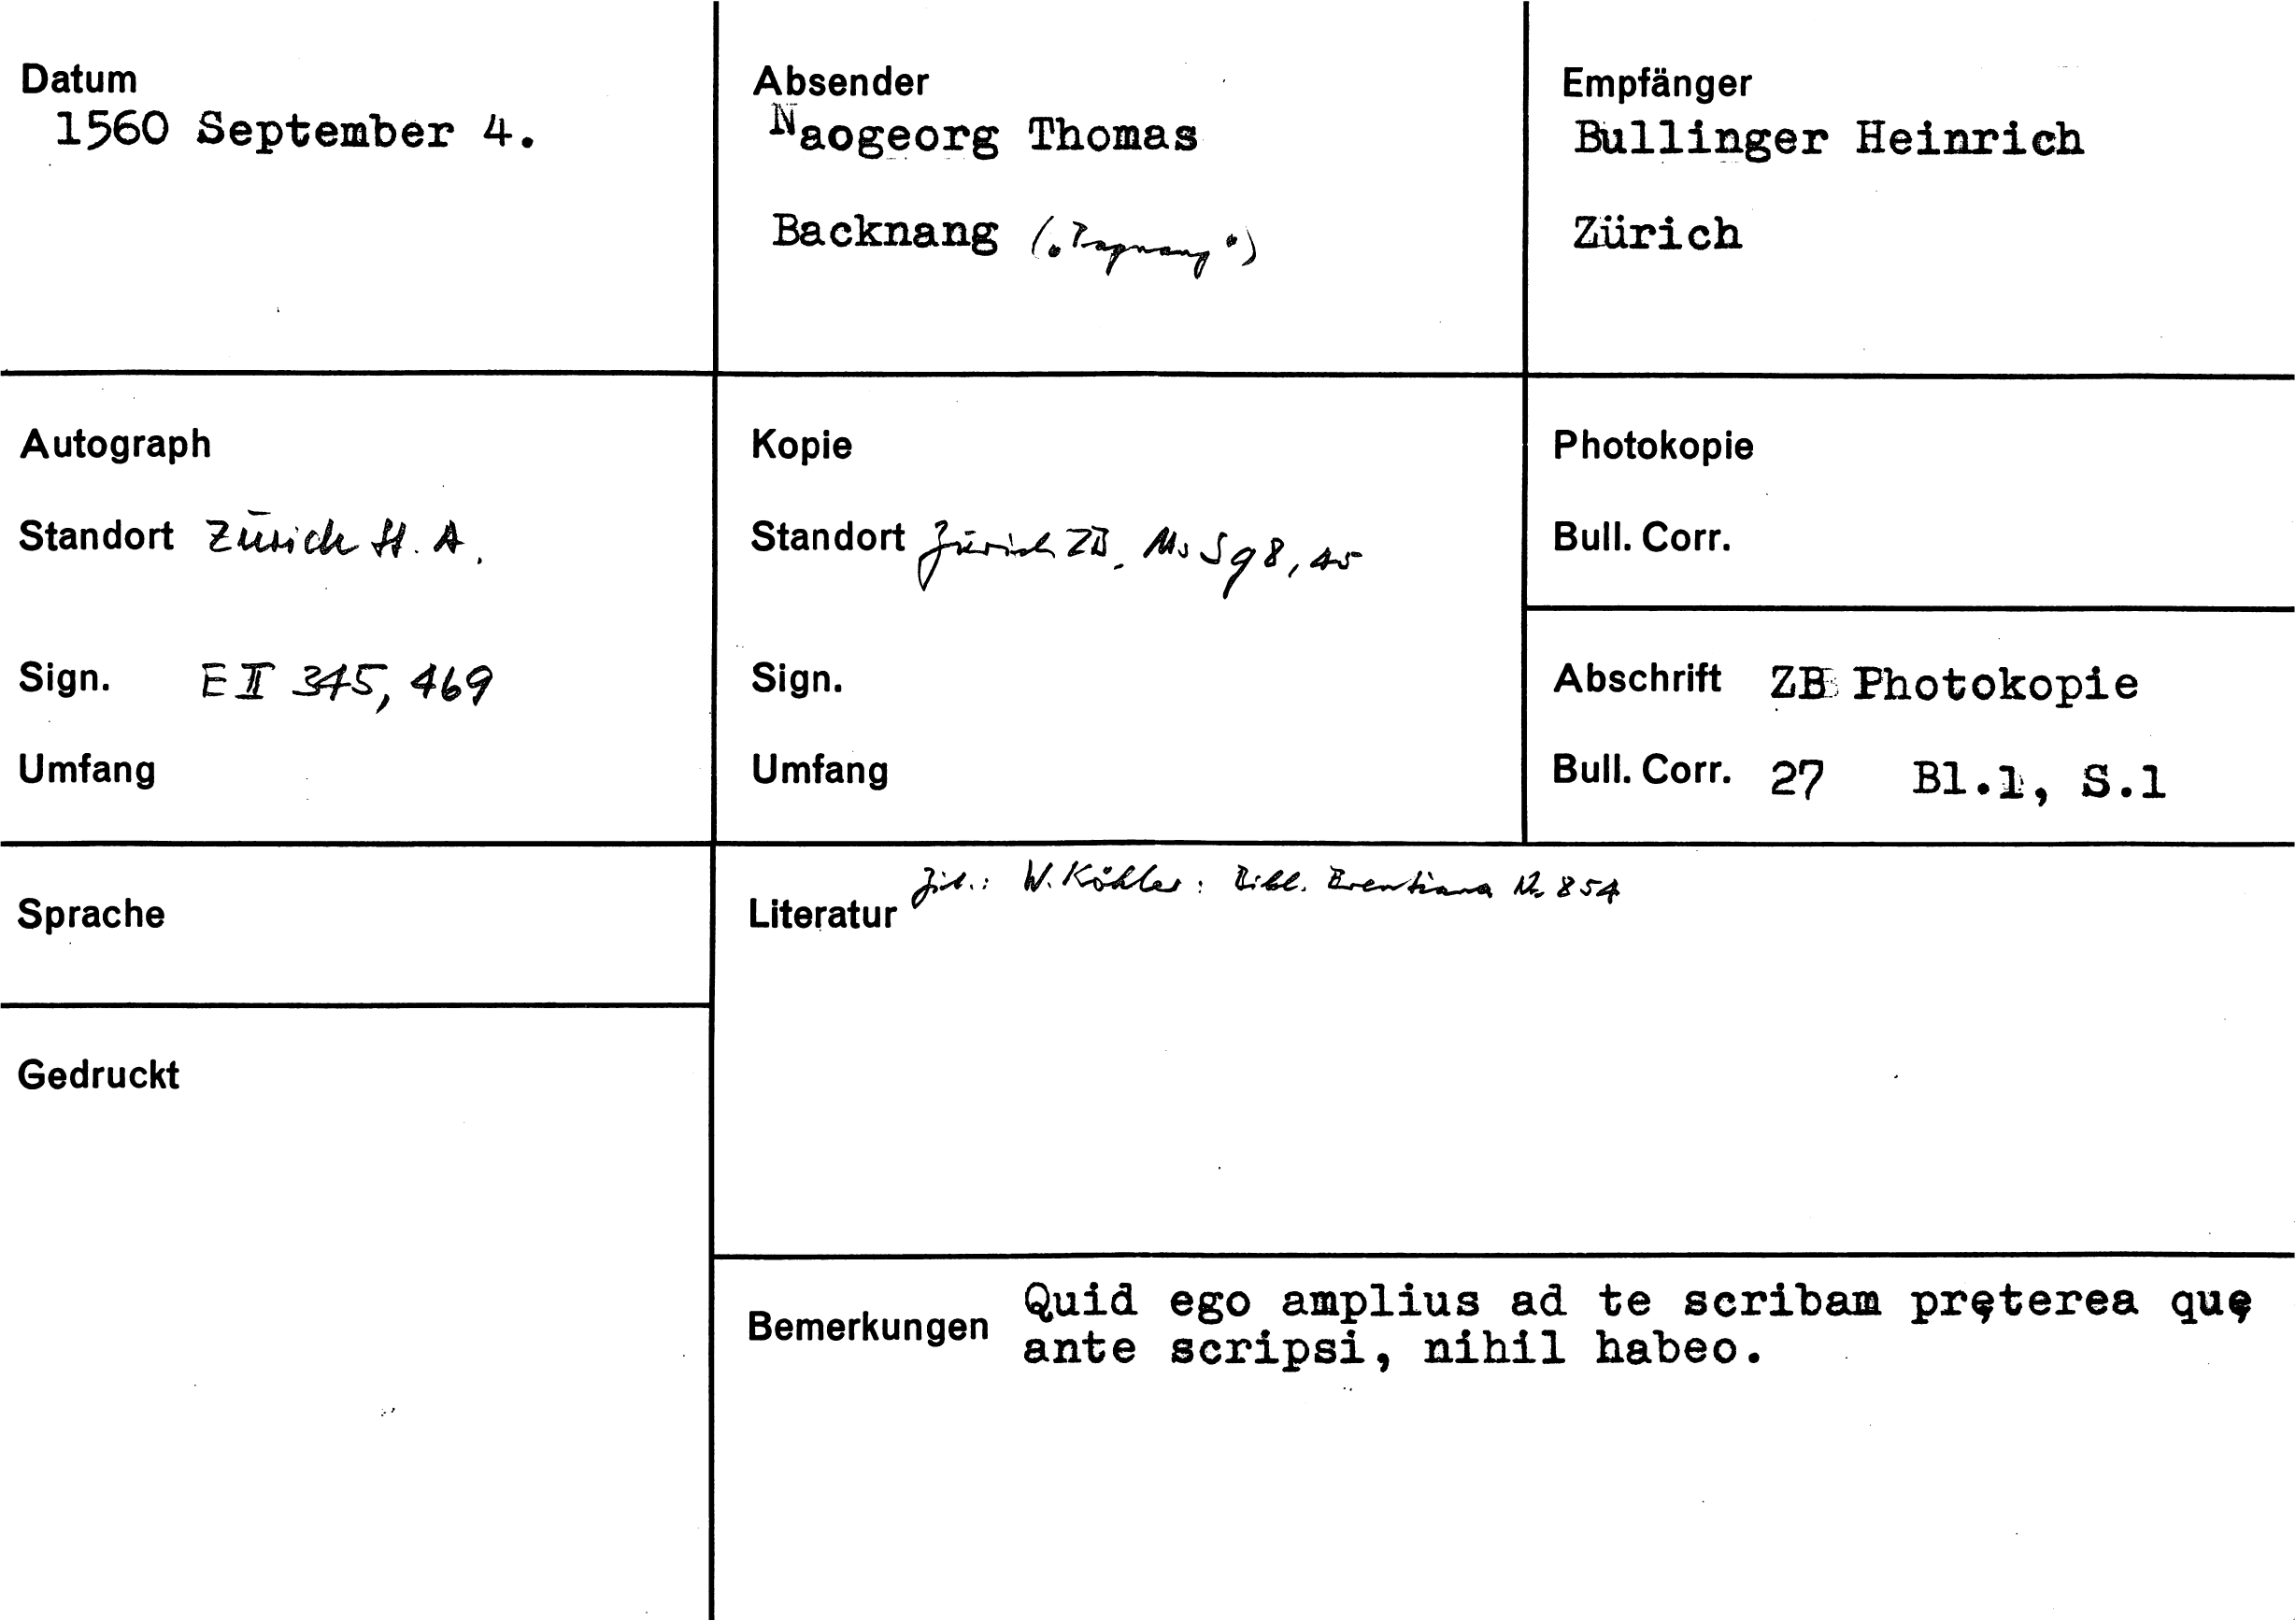 Datum
1560 September 4.
Absender
Naogeorg Thomas
Backnang
Empfänger
Bullinger Heinrich
Zürich
Autograph
Standort Zürich St. A.
Sign. E II 345, 469
Umfang
Kopie
Standort Zürich ZB. Ms S 98, 45
Sign.
Umfang
Photokopie
Bull. Corr.
Abschrift ZB Photokopie
Bull. Corr. 27 Bl.1, S.1
Sprache
Gedruckt
Literatur Zit.: W. Köhler: Bibl. Brentiana Nr. 854
Bemerkungen Quid ego amplius ad te scribam pręterea quę
ante scripsi, nihil habeo.